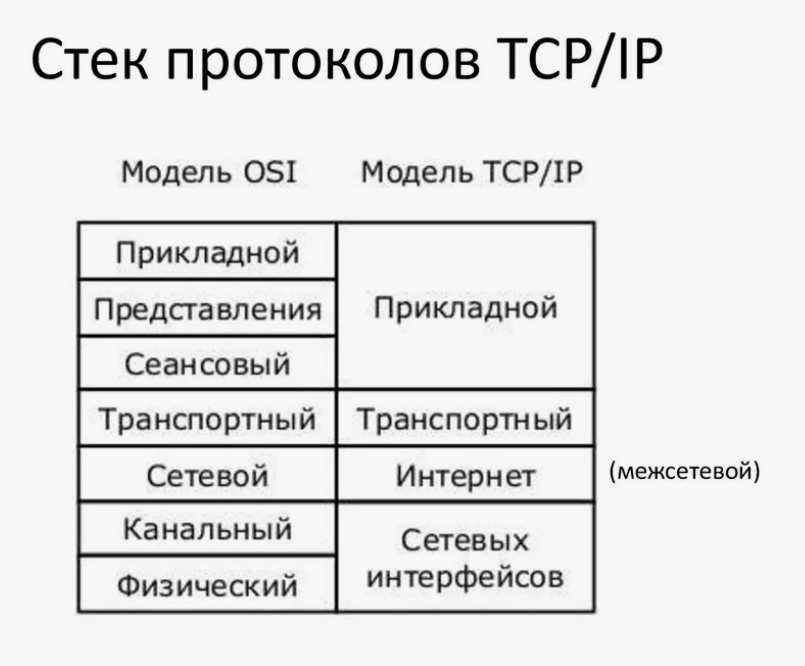 Стек протоколов TCP/IP
Модель OSI Модель TCP/IP
Прикладной
Представления
Сеансовый
Прикладной
Транспортный Транспортный
Сетевой Интернет (межсетевой)
Канальный
Физический
Сетевых
интерфейсов